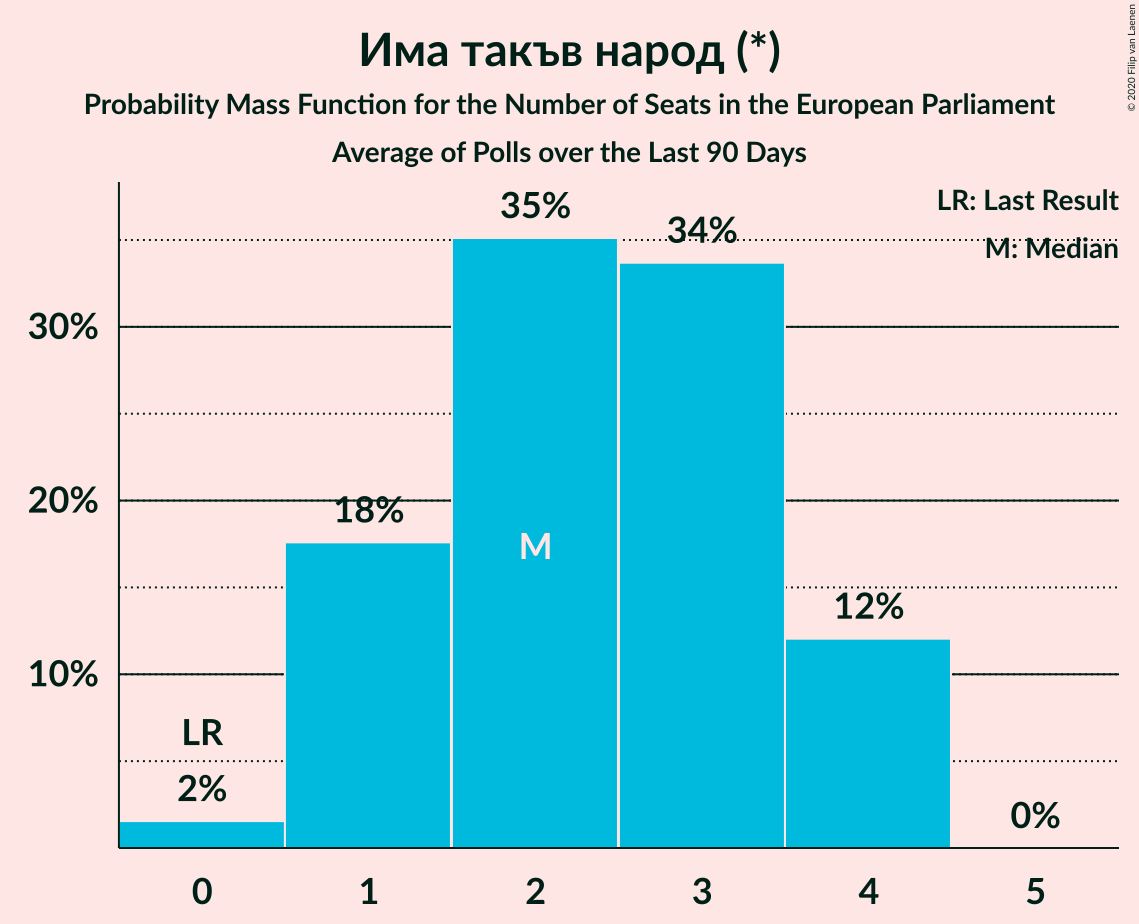 Има такъв народ (*)
Probability Mass Function for the Number of Seats in the European Parliament
Average of Polls over the Last 90 Days
© 2020 Filip van Laenen
LR: Last Result
M: Median
35%
34%
30%
20%
18%
M
12%
10%
LR
2%
0%
0 1 2 3 4 5